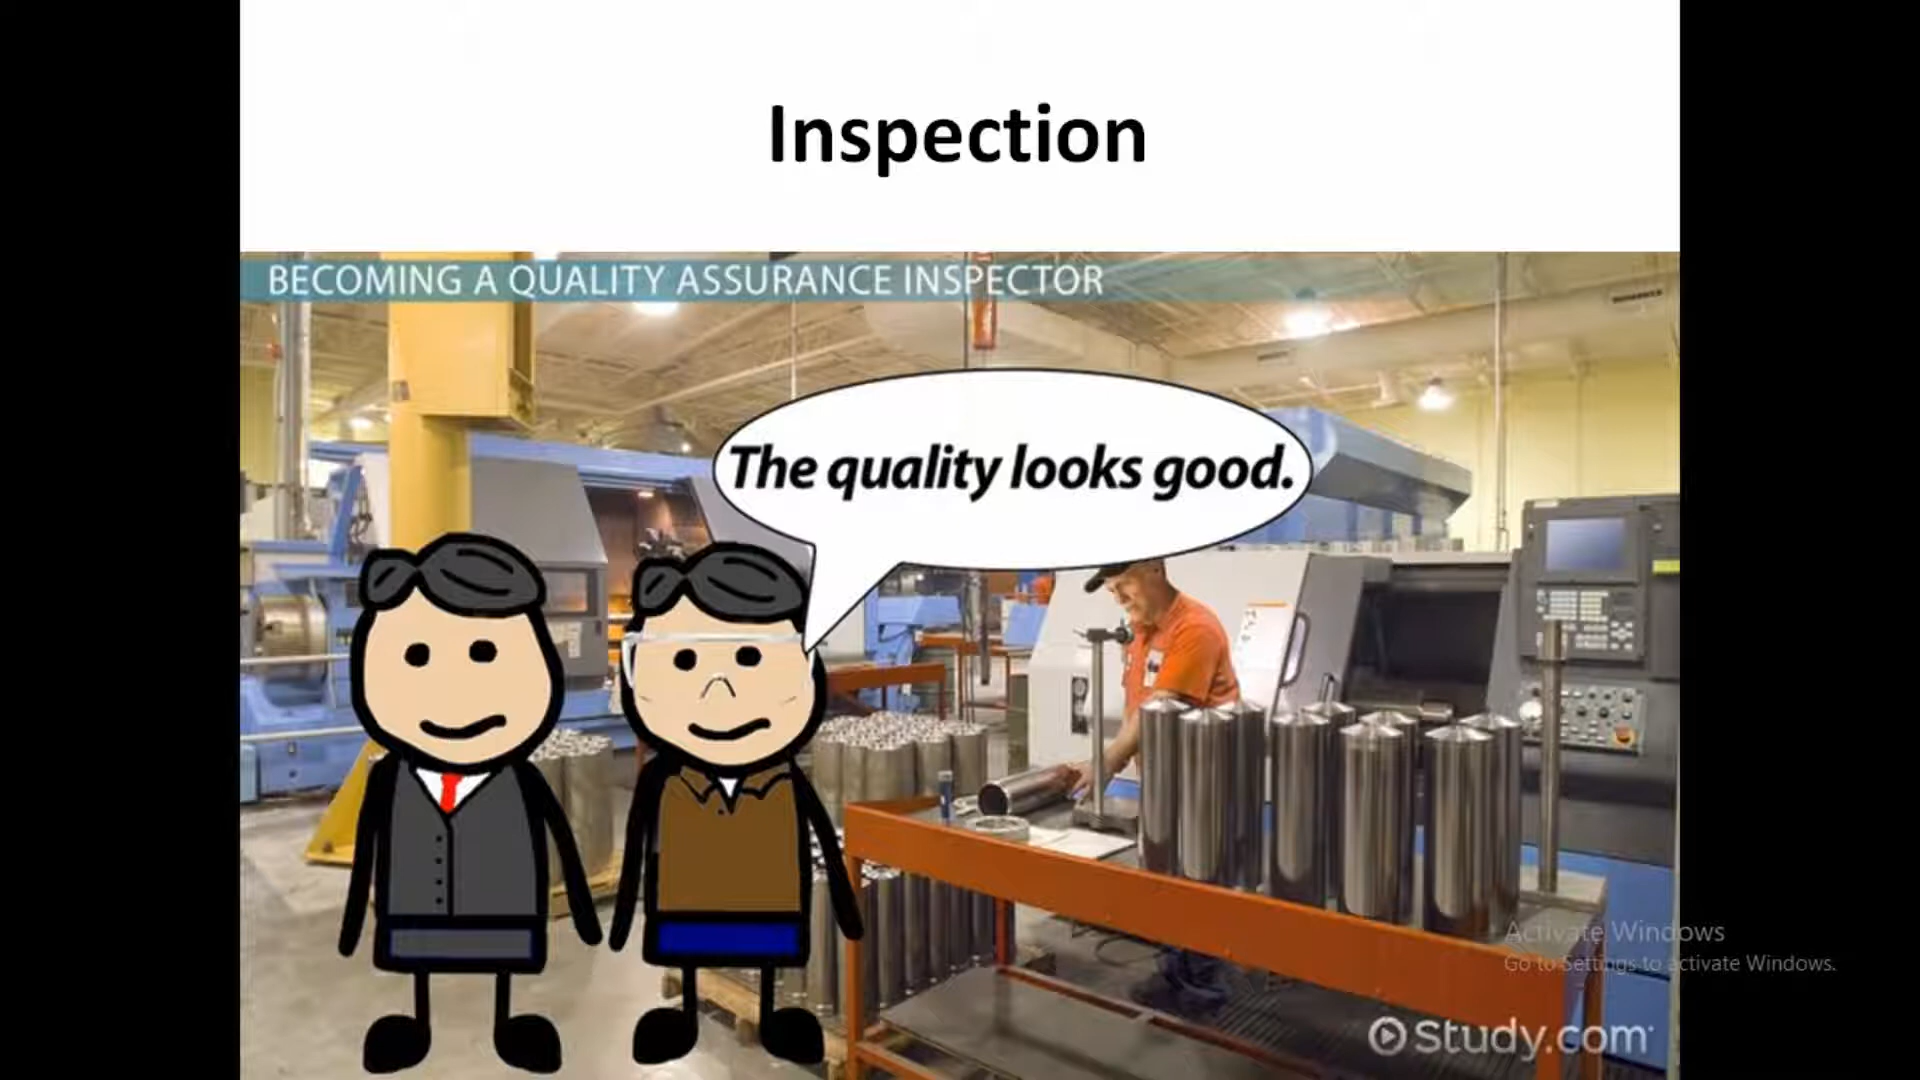 Inspection
BECOMING A QUALITY ASSURANCE INSPECTOR
The quality looks good.
Activate Windows
Go to Settings to activate Windows.
Study.com